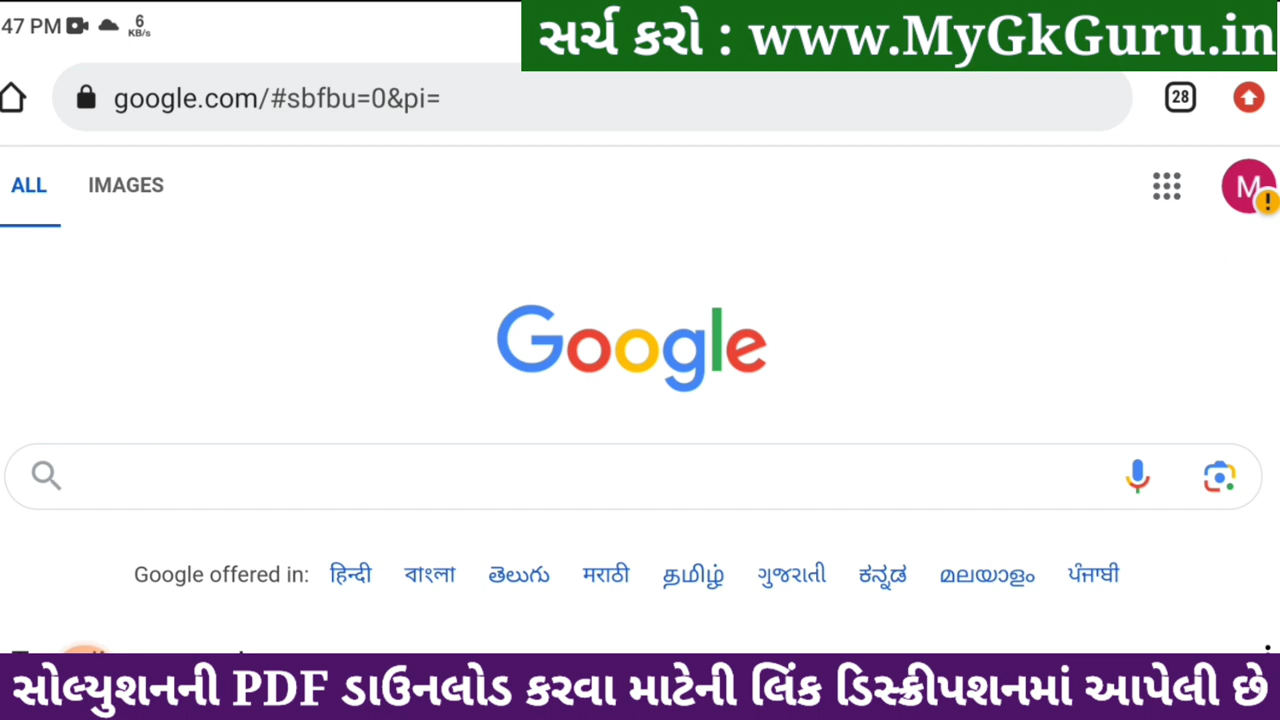 47 PM 6 KB/s
સર્ચ કરો : www.MyGkGuru.in
google.com/#sbfbu=0&pi=
28
ALL IMAGES
M
Google
Google offered in: हिन्दी বাংলা తెలుగు मराठी தமிழ் ગુજરાતી ಕನ್ನಡ മലയാളം ਪੰਜਾਬੀ
સોલ્યુશનની PDF ડાઉનલોડ કરવા માટેની લિંક ડિસ્ક્રીપશનમાં આપેલી છે